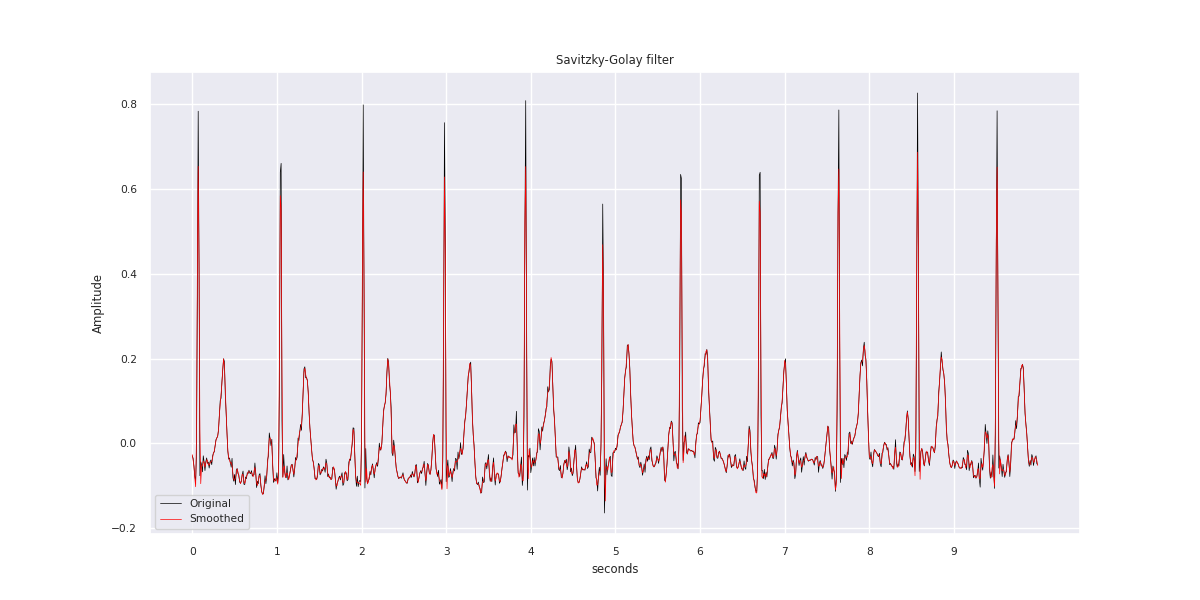 Savitzky-Golay filter
0.8
0.6
0.4
0.2
0.0
−0.2
Amplitude
Original
Smoothed
0 1 2 3 4 5 6 7 8 9
seconds